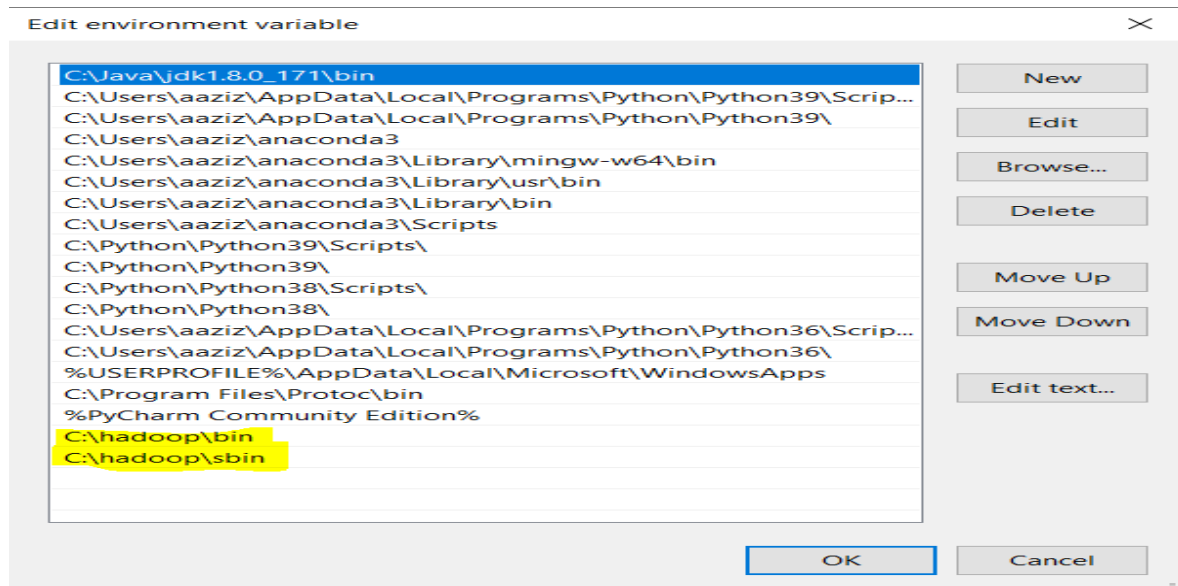 Edit environment variable
C:\Java\jdk1.8.0_171\bin
C:\Users\aaziz\AppData\Local\Programs\Python\Python39\Scrip...
C:\Users\aaziz\AppData\Local\Programs\Python\Python39\
C:\Users\aaziz\anaconda3
C:\Users\aaziz\anaconda3\Library\mingw-w64\bin
C:\Users\aaziz\anaconda3\Library\usr\bin
C:\Users\aaziz\anaconda3\Library\bin
C:\Users\aaziz\anaconda3\Scripts
C:\Python\Python39\Scripts\
C:\Python\Python39\
C:\Python\Python38\Scripts\
C:\Python\Python38\
C:\Users\aaziz\AppData\Local\Programs\Python\Python36\Scrip...
C:\Users\aaziz\AppData\Local\Programs\Python\Python36\
%USERPROFILE%\AppData\Local\Microsoft\WindowsApps
C:\Program Files\Protoc\bin
%PyCharm Community Edition%
C:\hadoop\bin
C:\hadoop\sbin
New
Edit
Browse...
Delete
Move Up
Move Down
Edit text...
OK
Cancel